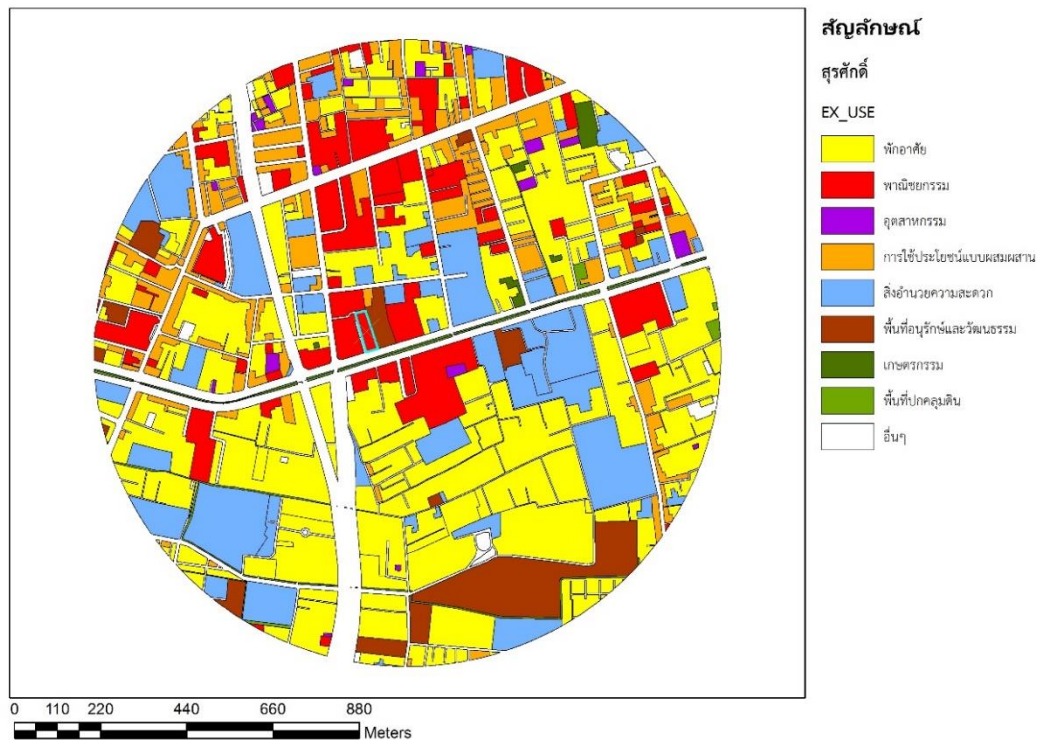 สัญลักษณ์
สุรศักดิ์
EX_USE
พักอาศัย
พาณิชยกรรม
อุตสาหกรรม
การใช้ประโยชน์แบบผสมผสาน
สิ่งอำนวยความสะดวก
พื้นที่อนุรักษ์และวัฒนธรรม
เกษตรกรรม
พื้นที่ปกคลุมดิน
อื่นๆ
0 110 220 440 660 880
Meters